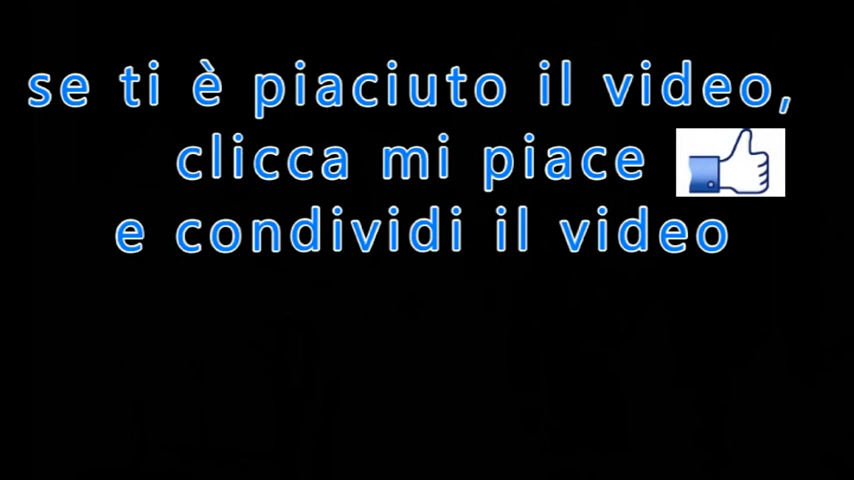 se ti è piaciuto il video,
clicca mi piace
e condividi il video